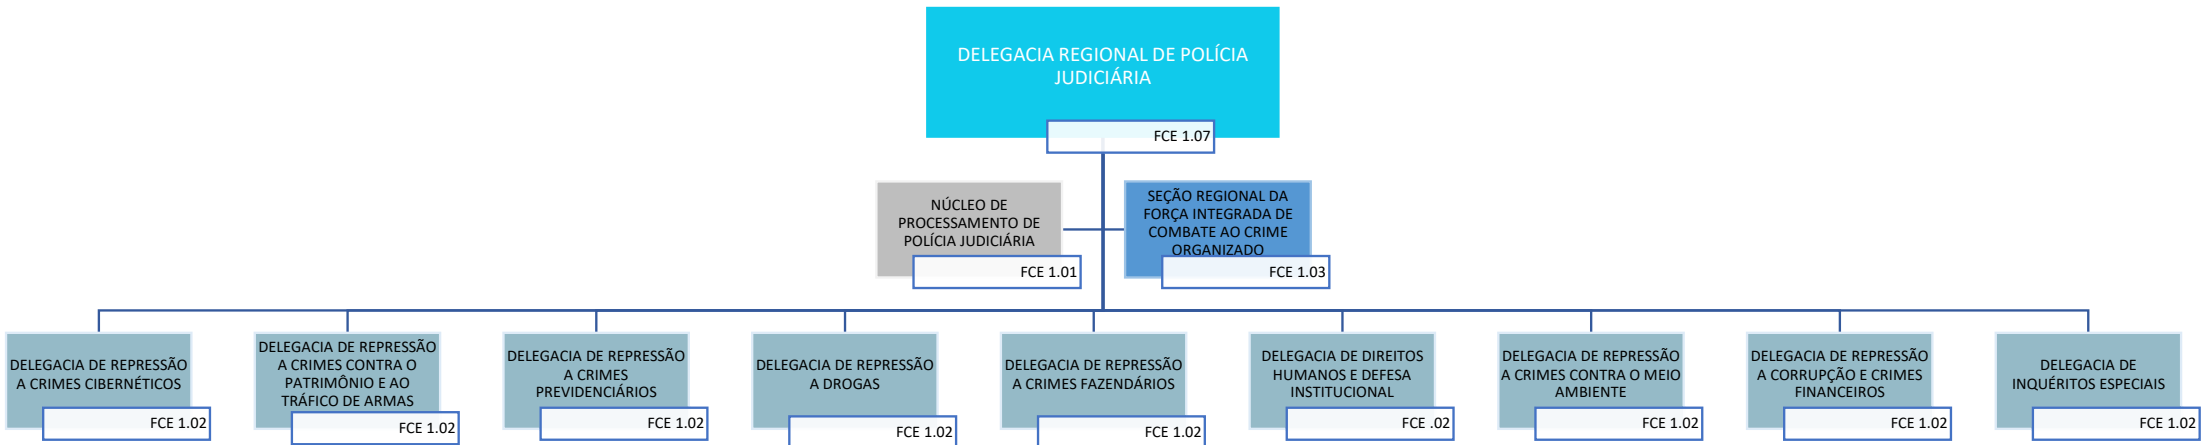 DELEGACIA REGIONAL DE POLÍCIA
JUDICIÁRIA
FCE 1.07
NÚCLEO DE
PROCESSAMENTO DE
POLÍCIA JUDICIÁRIA
FCE 1.01
SEÇÃO REGIONAL DA
FORÇA INTEGRADA DE
COMBATE AO CRIME
ORGANIZADO
FCE 1.03
DELEGACIA DE REPRESSÃO
A CRIMES CIBERNÉTICOS
FCE 1.02
DELEGACIA DE REPRESSÃO
A CRIMES CONTRA O
PATRIMÔNIO E AO
TRÁFICO DE ARMAS
FCE 1.02
DELEGACIA DE REPRESSÃO
A CRIMES
PREVIDENCIÁRIOS
FCE 1.02
DELEGACIA DE REPRESSÃO
A DROGAS
FCE 1.02
DELEGACIA DE REPRESSÃO
A CRIMES FAZENDÁRIOS
FCE 1.02
DELEGACIA DE DIREITOS
HUMANOS E DEFESA
INSTITUCIONAL
FCE .02
DELEGACIA DE REPRESSÃO
A CRIMES CONTRA O MEIO
AMBIENTE
FCE 1.02
DELEGACIA DE REPRESSÃO
A CORRUPÇÃO E CRIMES
FINANCEIROS
FCE 1.02
DELEGACIA DE
INQUÉRITOS ESPECIAIS
FCE 1.02